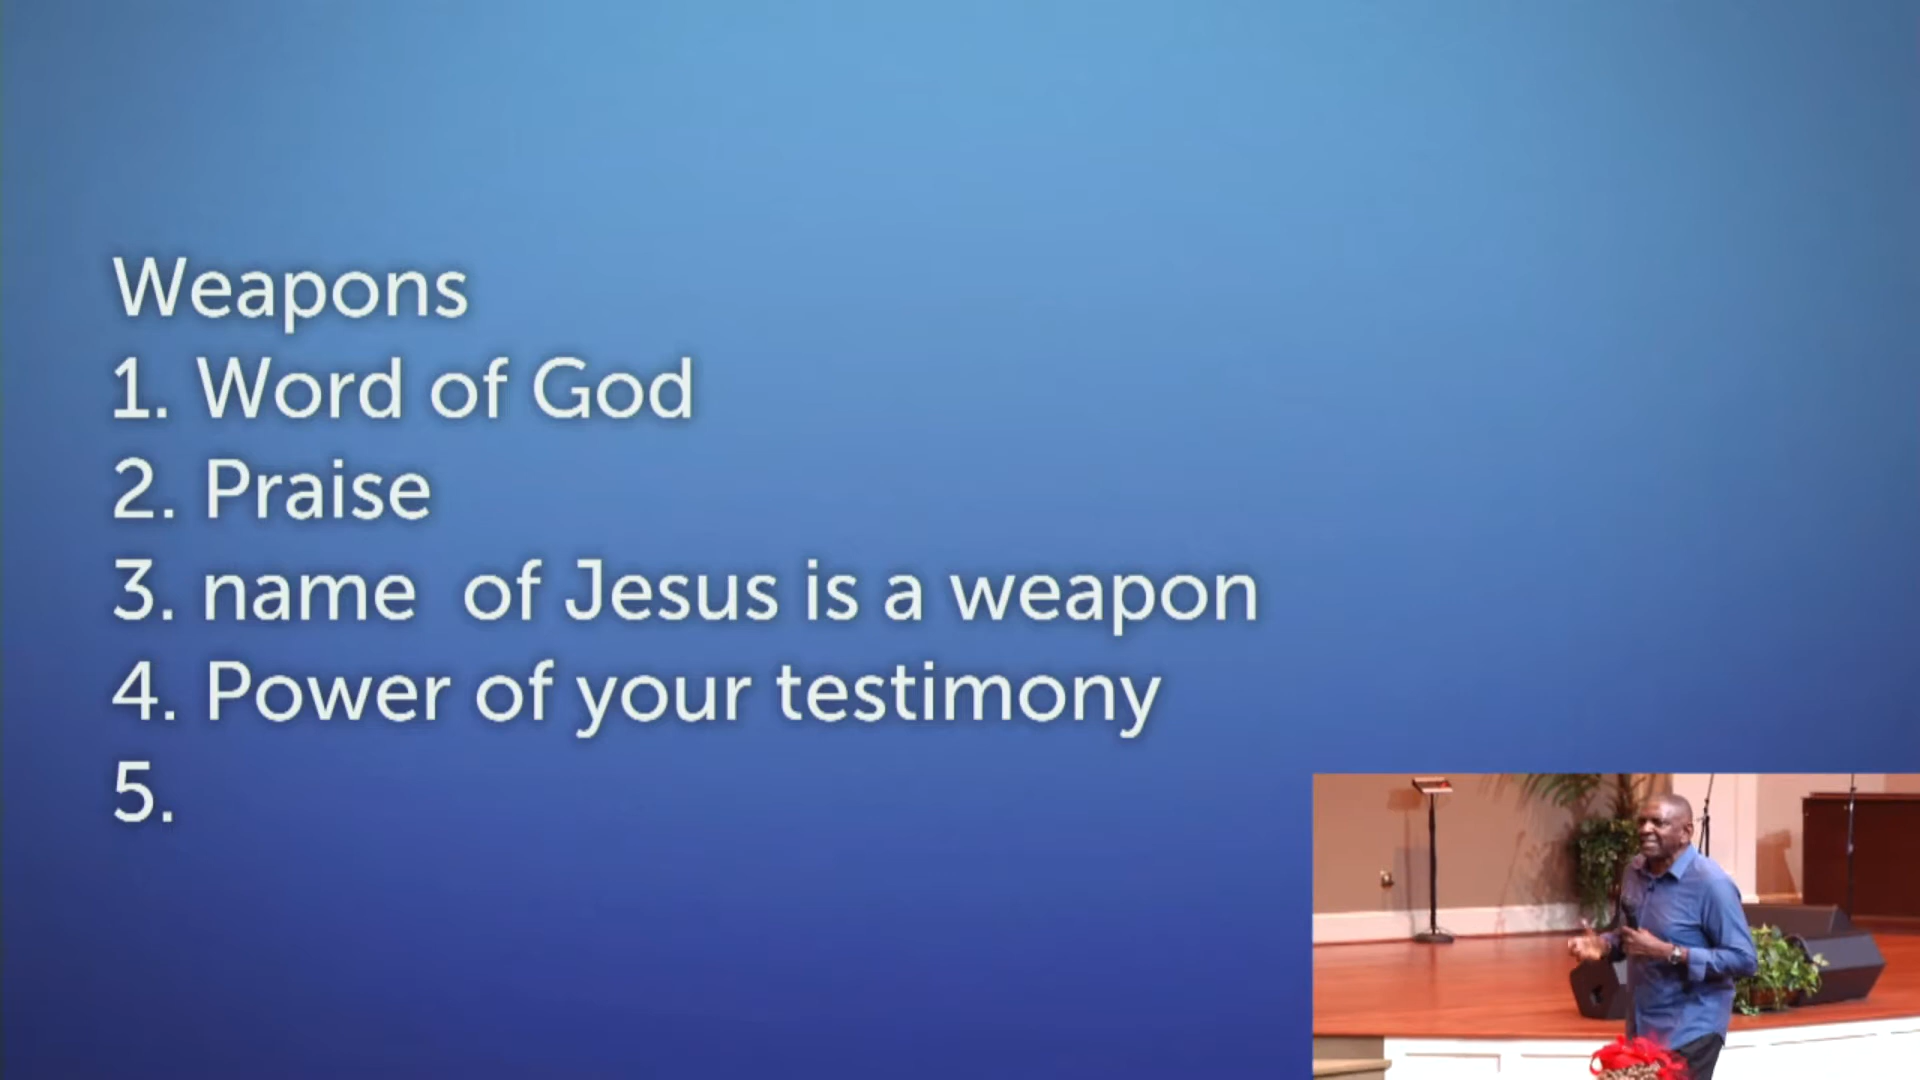 Weapons
1. Word of God
2. Praise
3. name  of Jesus is a weapon
4. Power of your testimony
5.